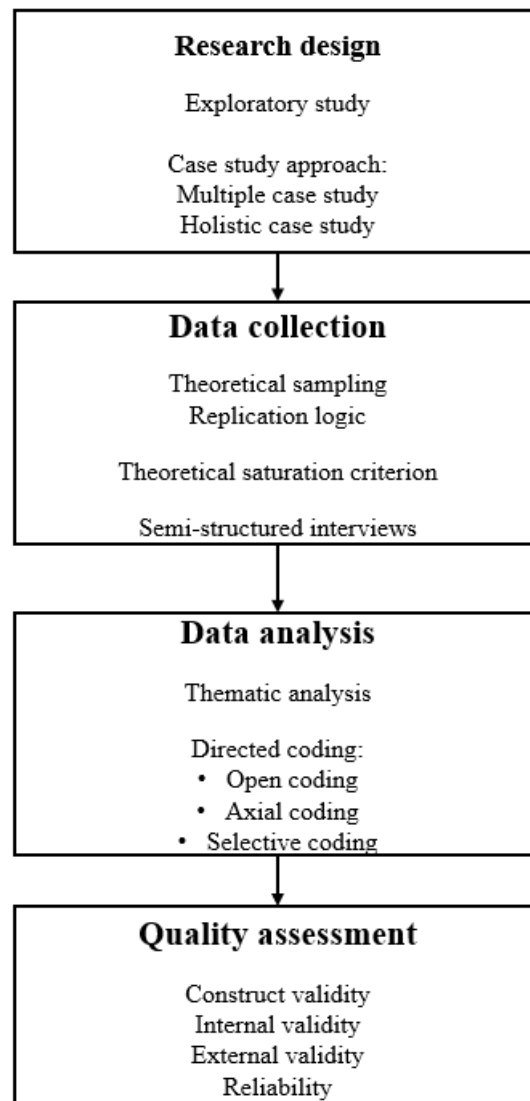 Research design
Exploratory study
Case study approach:
Multiple case study
Holistic case study
Data collection
Theoretical sampling
Replication logic
Theoretical saturation criterion
Semi-structured interviews
Data analysis
Thematic analysis
Directed coding:
• Open coding
• Axial coding
• Selective coding
Quality assessment
Construct validity
Internal validity
External validity
Reliability